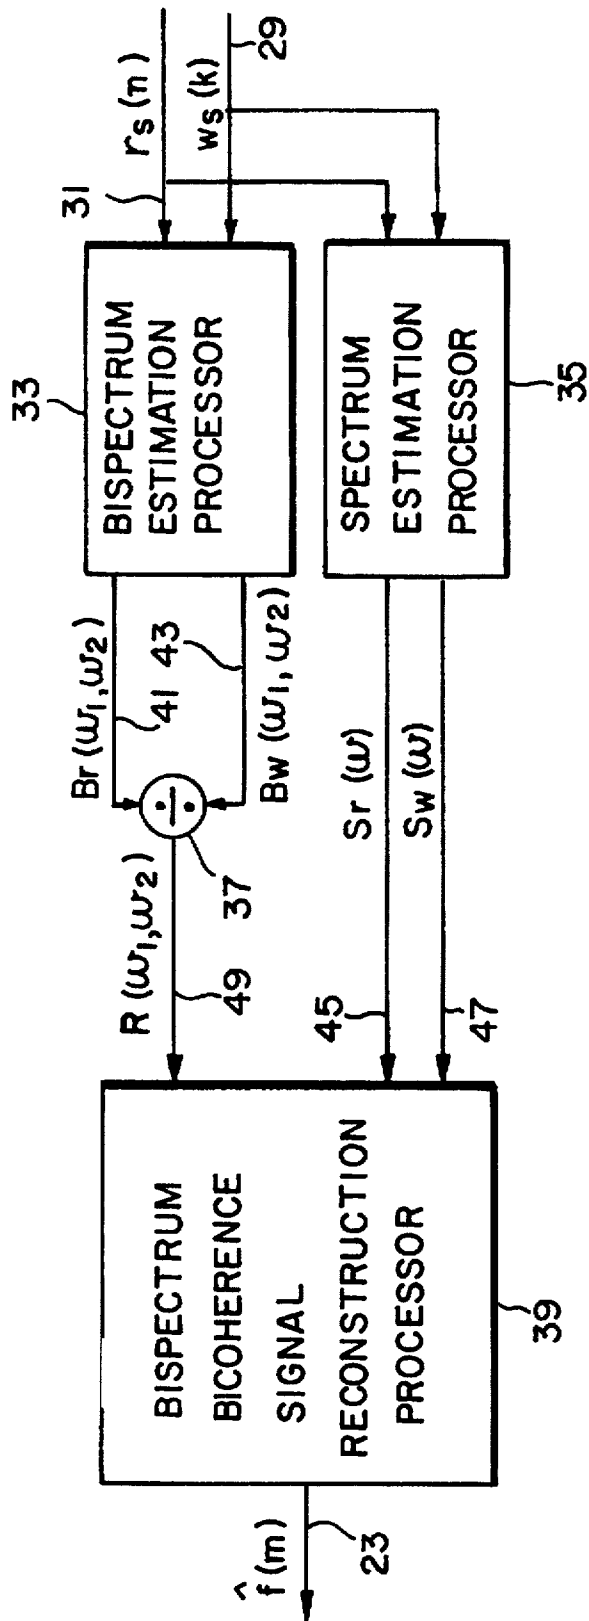 f̂(m)
23
BISPECTRUM
BICOHERENCE
SIGNAL
RECONSTRUCTION
PROCESSOR
39
R(ω1,ω2)
49
37
Br(ω1,ω2)
41
43
Bw(ω1,ω2)
45
Sr(ω)
Sw(ω)
47
33
BISPECTRUM
ESTIMATION
PROCESSOR
SPECTRUM
ESTIMATION
PROCESSOR
35
31
rs(n)
ws(k)
29
÷